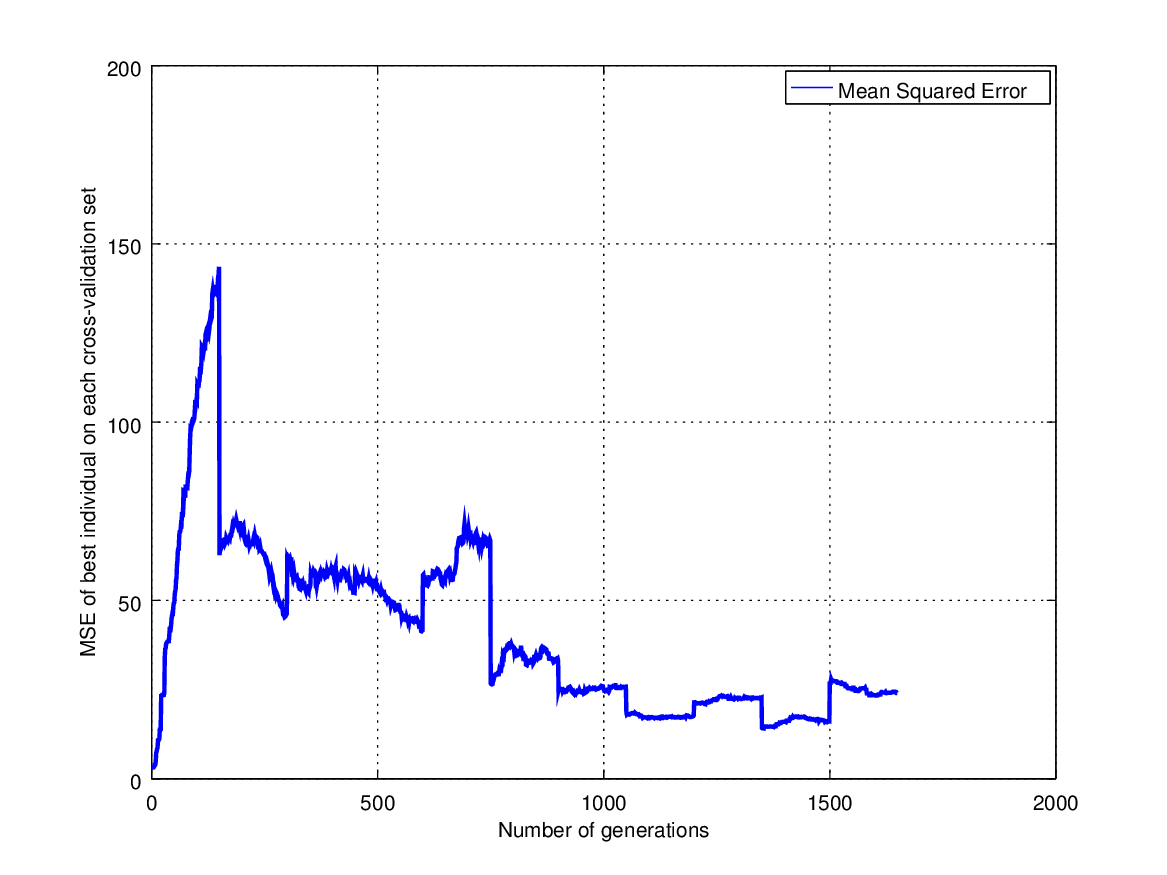 200
150
100
50
0
Mean Squared Error
MSE of best individual on each cross-validation set
0 500 1000 1500 2000
Number of generations